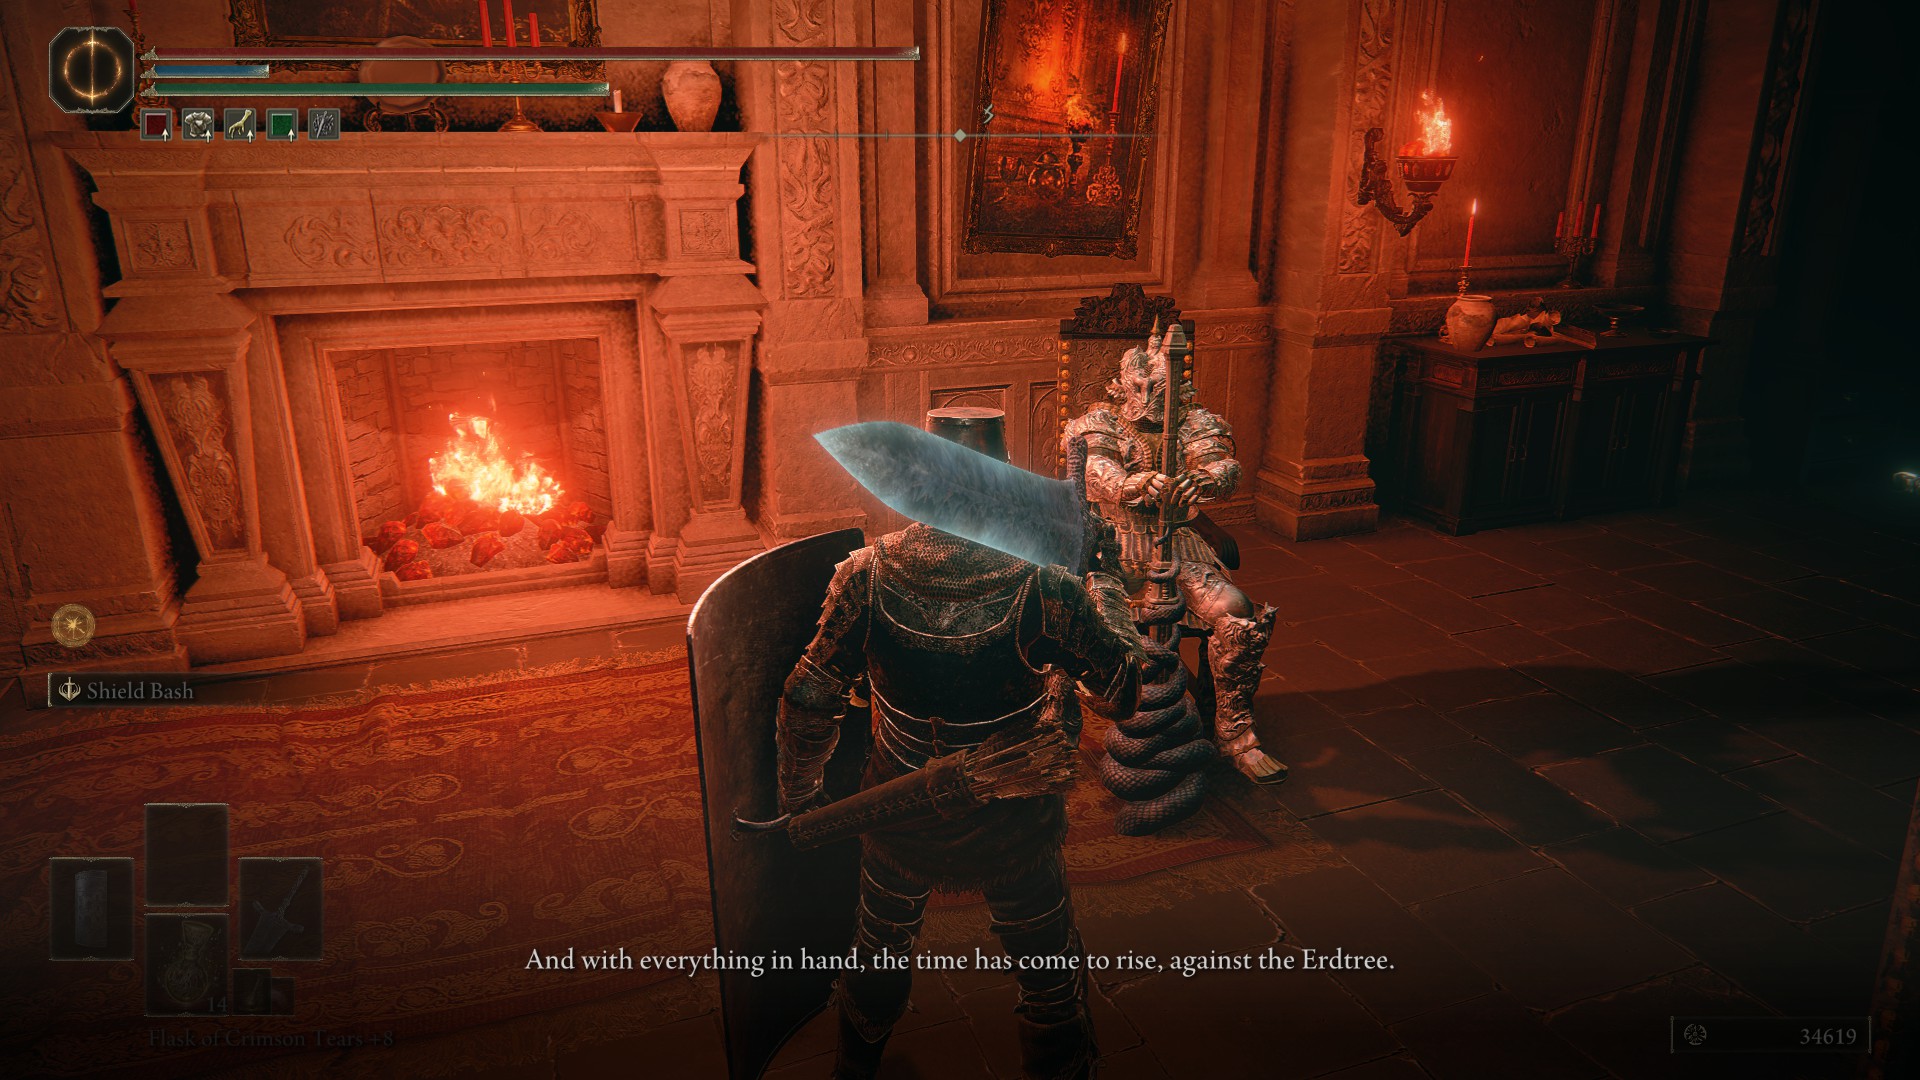 Shield Bash
And with everything in hand, the time has come to rise, against the Erdtree.
14
Flask of Crimson Tears +8
34619